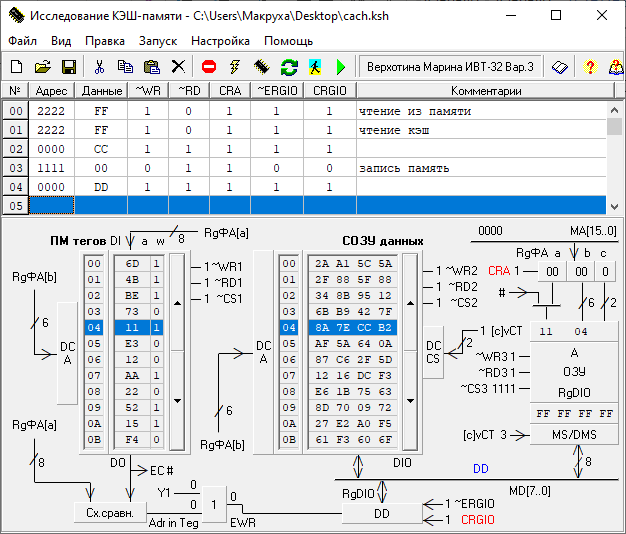 Исследование КЭШ-памяти - C:\Users\Макруха\Desktop\cach.ksh
Файл Вид Правка Запуск Настройка Помощь
Верхотина Марина ИВТ-32 Вар.3
№ Адрес Данные ~WR ~RD CRA ~ERGIO CRGIO Комментарии
00 2222 FF 1 0 1 1 1 чтение из памяти
01 2222 FF 1 0 1 1 1 чтение кэш
02 0000 CC 1 1 1 1 1
03 1111 00 0 1 1 0 0 запись память
04 0000 DD 1 1 1 1 1
05
ПМ тегов DI a w 8 RgФА[a] СОЗУ данных 0000 MA[15..0]
RgФА a b c
RgФА[b] 6 DC A
00 6D 1
01 4B 1
02 BE 1
03 73 0
04 11 1
05 E3 0
06 12 0
07 AA 1
08 22 0
09 52 1
0A 15 1
0B F4 0
1 ~WR1
1 ~RD1
1 ~CS1
DC A 6 RgФА[b]
00 2A A1 5C 5A
01 2F 88 5F 88
02 34 8B 95 12
03 6B B9 42 7F
04 8A 7E CC B2
05 AF 5A 64 0A
06 87 C6 2F 5D
07 12 16 DC F3
08 E6 1B 75 63
09 8D 70 09 72
0A 27 E2 A0 F5
0B 61 F3 60 6F
1 ~WR2
1 ~RD2
1 ~CS2
DC CS 2
CRA 1 00 00 0
# 6 2
1 [c]vCT 11 04
~WR3 1 A
~RD3 1 ОЗУ
~CS3 1111 RgDIO
FF FF FF FF
[c]vCT 3 MS/DMS
8
RgФА[a] 8
DO EC #
DIO DD
MD[7..0]
Y1 0
0 1 0
Сх.сравн. Adr in Teg EWR
RgDIO DD
1 ~ERGIO
1 CRGIO